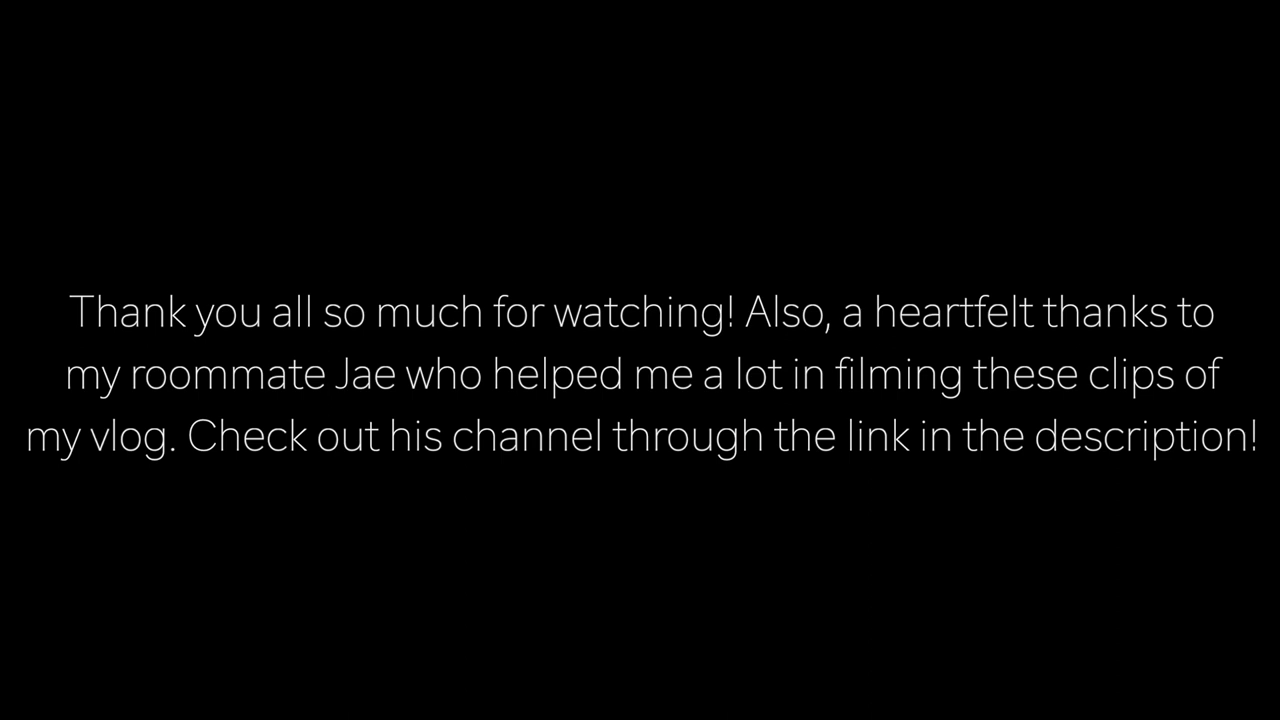 Thank you all so much for watching! Also, a heartfelt thanks to
my roommate Jae who helped me a lot in filming these clips of
my vlog. Check out his channel through the link in the description!